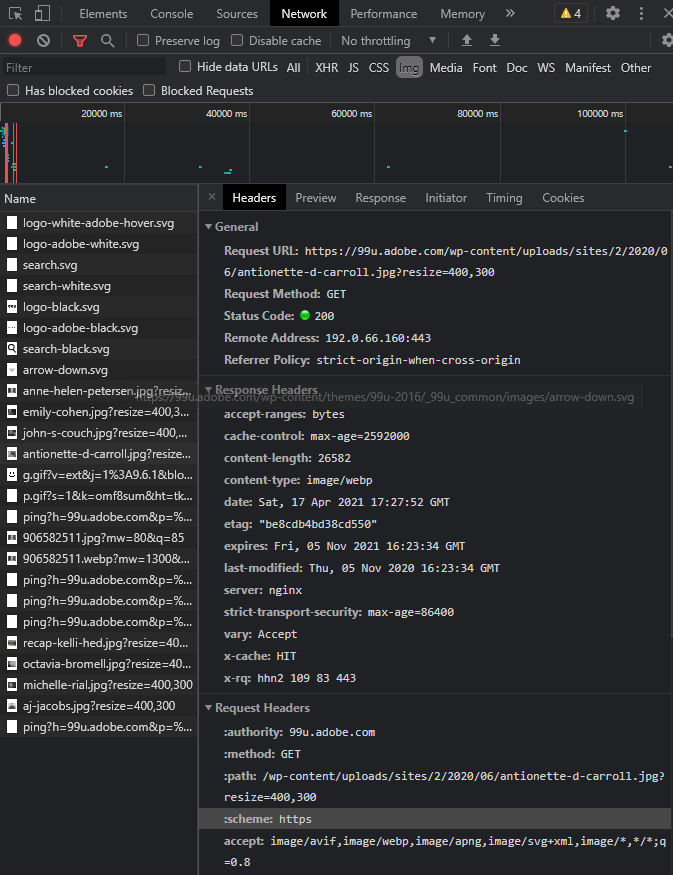 Elements Console Sources Network Performance Memory » 4
Preserve log Disable cache No throttling
Filter Hide data URLs All XHR JS CSS Img Media Font Doc WS Manifest Other
Has blocked cookies Blocked Requests
20000 ms 40000 ms 60000 ms 80000 ms 100000 ms
Name
logo-white-adobe-hover.svg
logo-adobe-white.svg
search.svg
search-white.svg
logo-black.svg
logo-adobe-black.svg
search-black.svg
arrow-down.svg
anne-helen-petersen.jpg?resiz...
emily-cohen.jpg?resize=400,3...
john-s-couch.jpg?resize=400,...
antionette-d-carroll.jpg?resize...
g.gif?v=ext&j=1%3A9.6.1&blo...
p.gif?s=1&k=omf8sum&ht=tk...
ping?h=99u.adobe.com&p=%...
906582511.jpg?mw=80&q=85
906582511.webp?mw=1300&...
ping?h=99u.adobe.com&p=%...
ping?h=99u.adobe.com&p=%...
ping?h=99u.adobe.com&p=%...
recap-kelli-hed.jpg?resize=40...
octavia-bromell.jpg?resize=40...
michelle-rial.jpg?resize=400,300
aj-jacobs.jpg?resize=400,300
ping?h=99u.adobe.com&p=%...
Headers Preview Response Initiator Timing Cookies
General
Request URL: https://99u.adobe.com/wp-content/uploads/sites/2/2020/0
6/antionette-d-carroll.jpg?resize=400,300
Request Method: GET
Status Code: 200
Remote Address: 192.0.66.160:443
Referrer Policy: strict-origin-when-cross-origin
Response Headers
https://99u.adobe.com/wp-content/themes/99u-2016/_99u_common/images/arrow-down.svg
accept-ranges: bytes
cache-control: max-age=2592000
content-length: 26582
content-type: image/webp
date: Sat, 17 Apr 2021 17:27:52 GMT
etag: "be8cdb4bd38cd550"
expires: Fri, 05 Nov 2021 16:23:34 GMT
last-modified: Thu, 05 Nov 2020 16:23:34 GMT
server: nginx
strict-transport-security: max-age=86400
vary: Accept
x-cache: HIT
x-rq: hhn2 109 83 443
Request Headers
:authority: 99u.adobe.com
:method: GET
:path: /wp-content/uploads/sites/2/2020/06/antionette-d-carroll.jpg?
resize=400,300
:scheme: https
accept: image/avif,image/webp,image/apng,image/svg+xml,image/*,*/*;q
=0.8